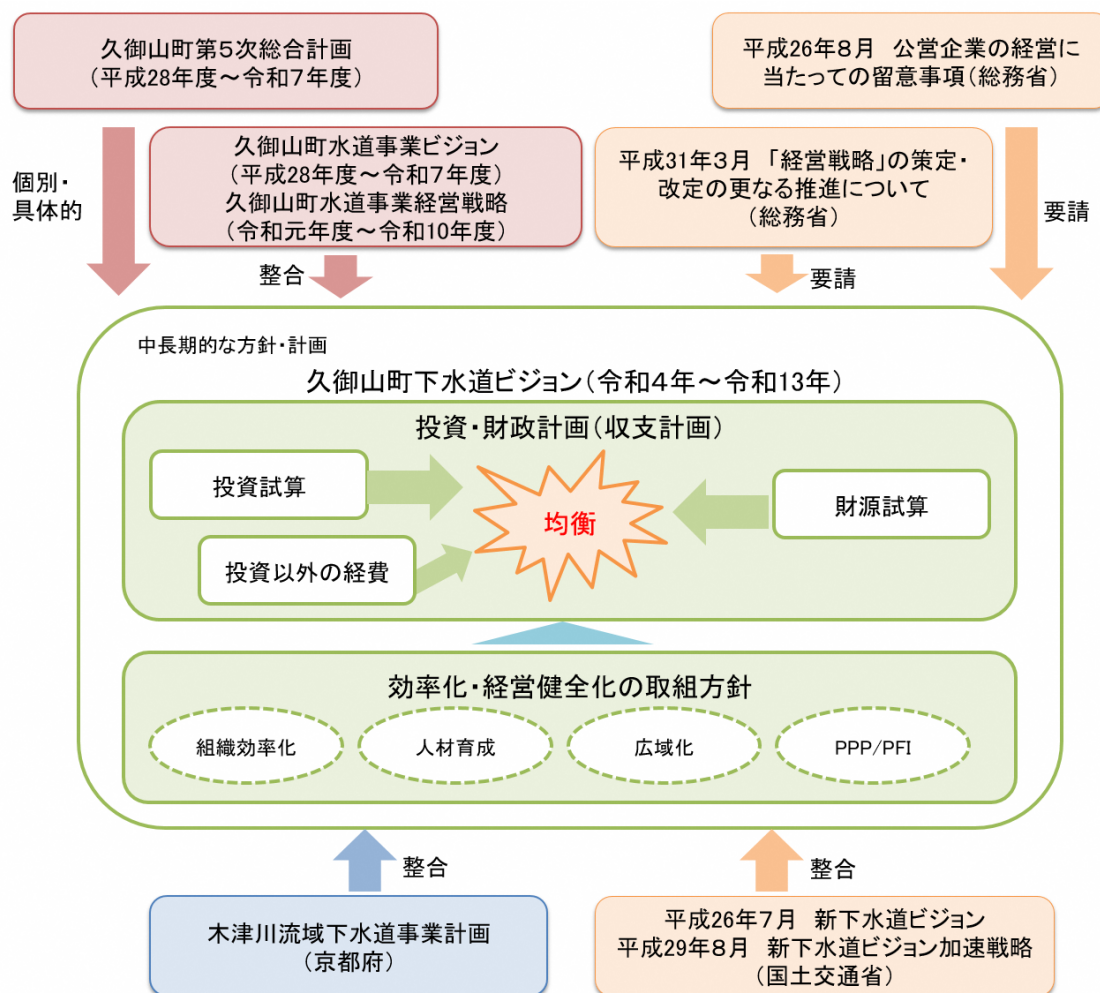 久御山町第5次総合計画
（平成28年度～令和7年度）
平成26年8月　公営企業の経営に
当たっての留意事項（総務省）
個別・
具体的
久御山町水道事業ビジョン
（平成28年度～令和7年度）
久御山町水道事業経営戦略
（令和元年度～令和10年度）
平成31年3月　「経営戦略」の策定・
改定の更なる推進について
（総務省）
要請
整合
要請
中長期的な方針・計画
久御山町下水道ビジョン（令和4年～令和13年）
投資・財政計画（収支計画）
投資試算
均衡
財源試算
投資以外の経費
効率化・経営健全化の取組方針
組織効率化
人材育成
広域化
PPP/PFI
整合
整合
木津川流域下水道事業計画
（京都府）
平成26年7月　新下水道ビジョン
平成29年8月　新下水道ビジョン加速戦略
（国土交通省）